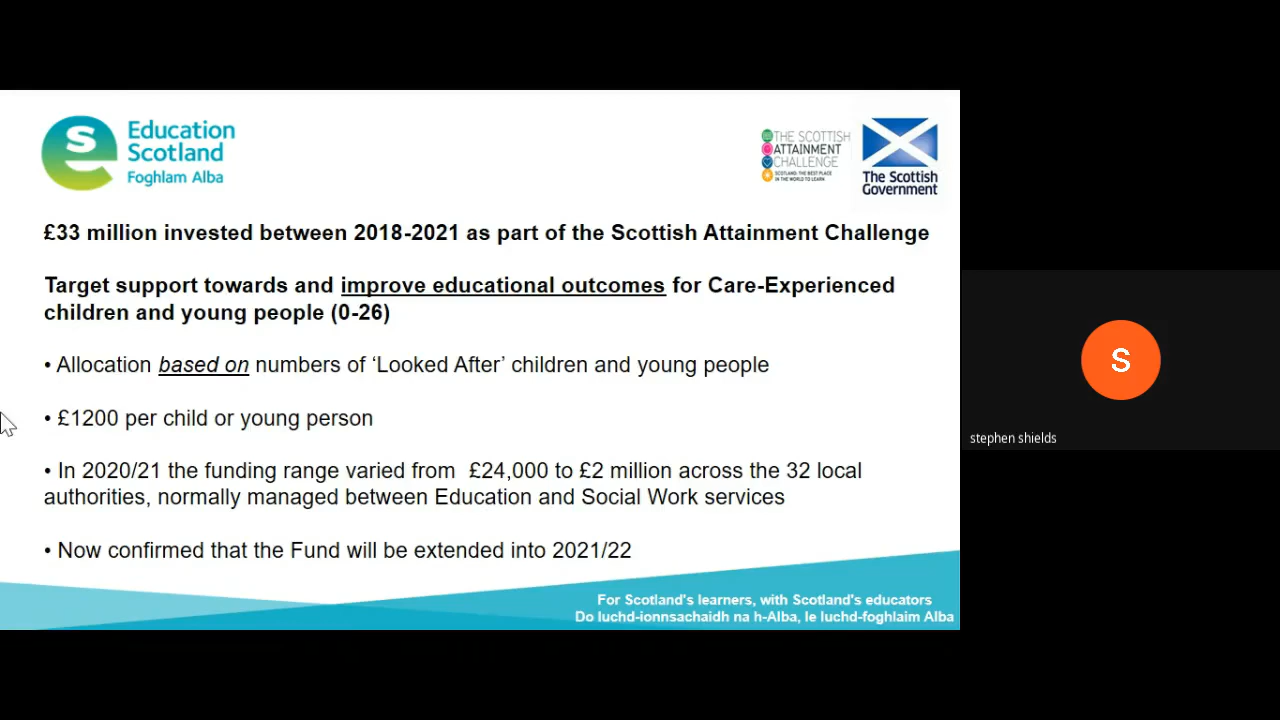 Education
Scotland
Foghlam Alba
THE SCOTTISH
ATTAINMENT
CHALLENGE
SCOTLAND: THE BEST PLACE
IN THE WORLD TO LEARN
The Scottish
Government
£33 million invested between 2018-2021 as part of the Scottish Attainment Challenge
Target support towards and improve educational outcomes for Care-Experienced
children and young people (0-26)
• Allocation based on numbers of ‘Looked After’ children and young people
• £1200 per child or young person
• In 2020/21 the funding range varied from £24,000 to £2 million across the 32 local
authorities, normally managed between Education and Social Work services
• Now confirmed that the Fund will be extended into 2021/22
For Scotland's learners, with Scotland's educators
Do luchd-ionnsachaidh na h-Alba, le luchd-foghlaim Alba
S
stephen shields